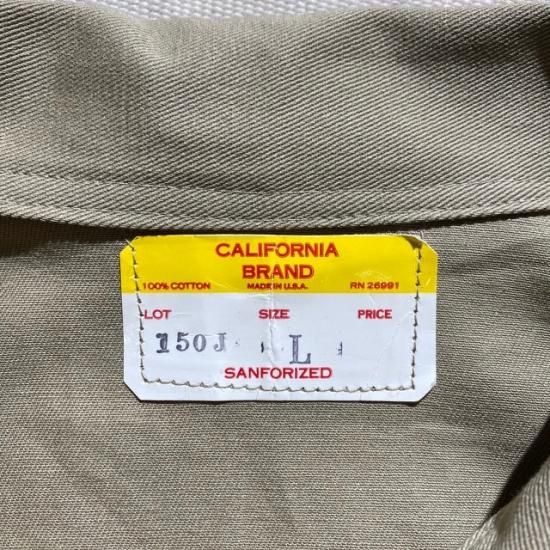 CALIFORNIA
BRAND
100% COTTON MADE IN U.S.A. RN 26991
LOT SIZE PRICE
150J L
SANFORIZED